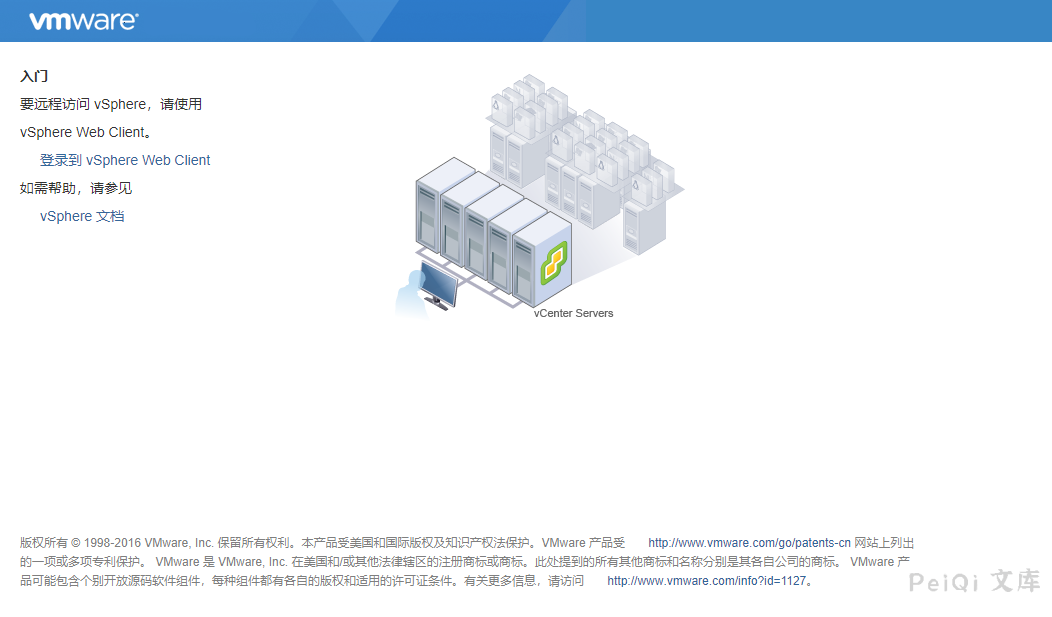 vmware®
入门
要远程访问 vSphere，请使用
vSphere Web Client。
登录到 vSphere Web Client
如需帮助，请参见
vSphere 文档
vCenter Servers
版权所有 © 1998-2016 VMware, Inc. 保留所有权利。本产品受美国和国际版权及知识产权法保护。VMware 产品受 http://www.vmware.com/go/patents-cn 网站上列出
的一项或多项专利保护。 VMware 是 VMware, Inc. 在美国和/或其他法律辖区的注册商标或商标。此处提到的所有其他商标和名称分别是其各自公司的商标。 VMware 产
品可能包含个别开放源码软件组件，每种组件都有各自的版权和适用的许可证条件。有关更多信息，请访问 http://www.vmware.com/info?id=1127。
PeiQi 文库